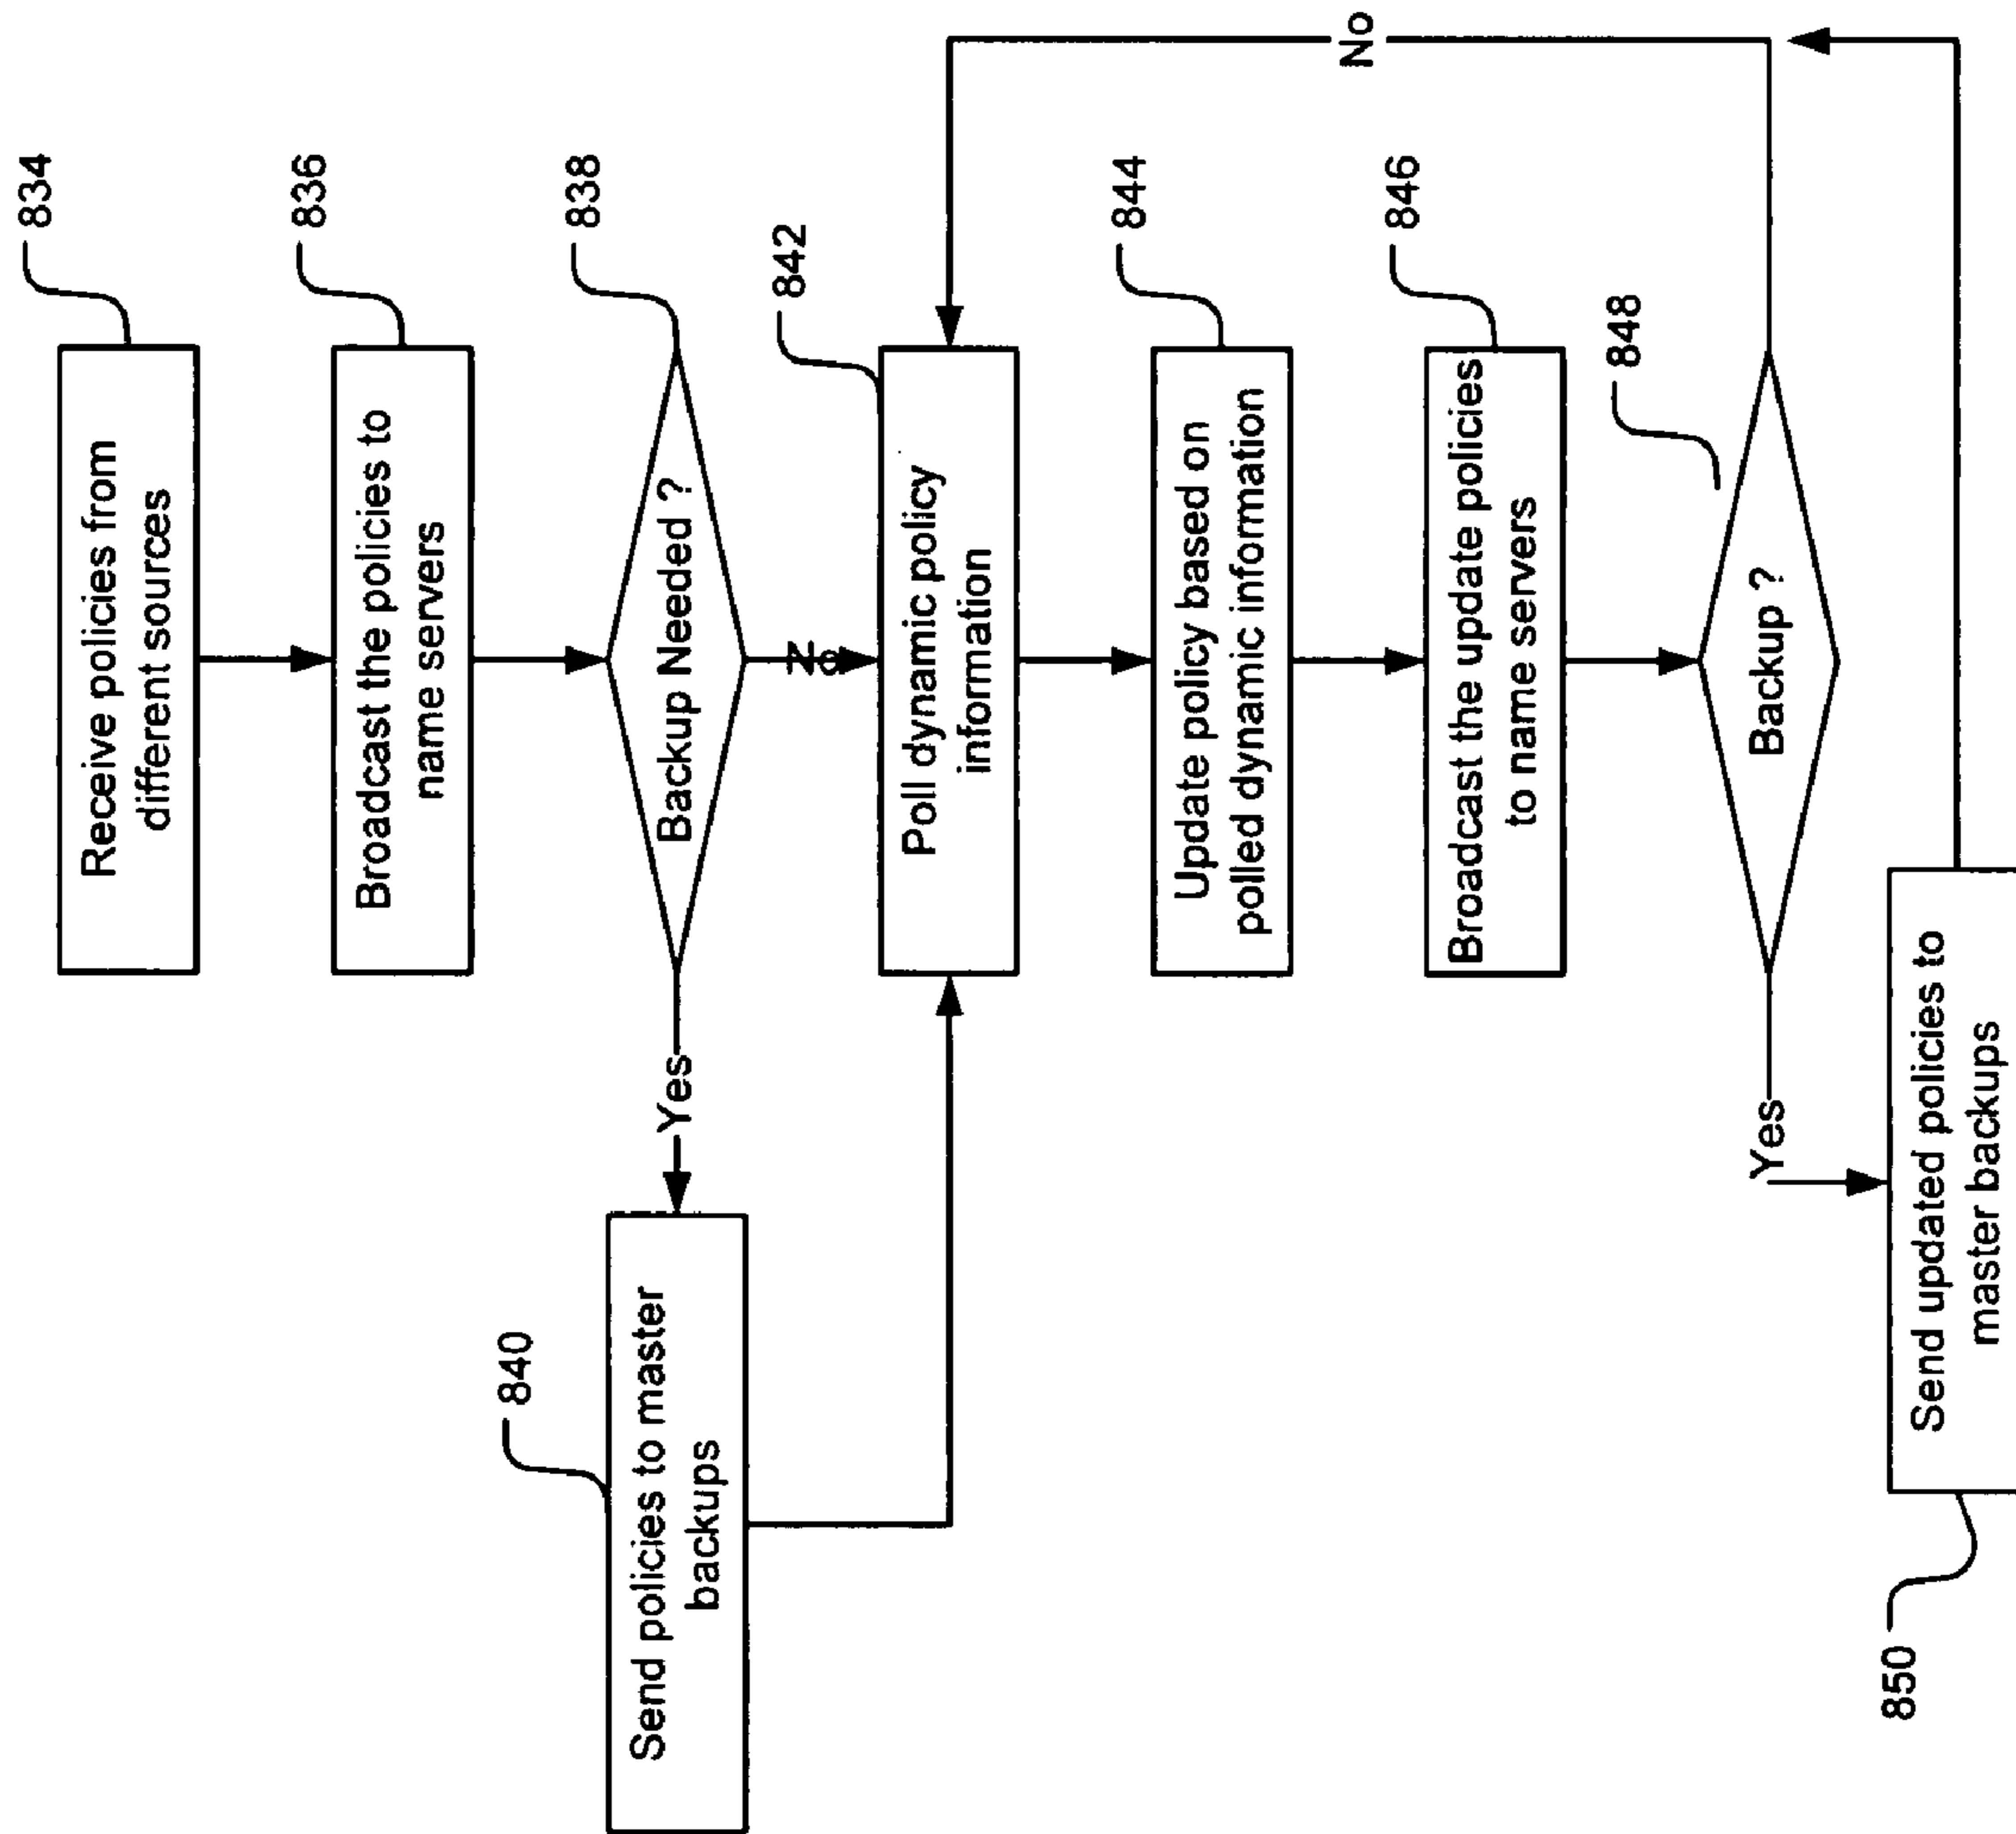 834
Receive policies from
different sources
836
Broadcast the policies to
name servers
838
Backup Needed ?
Yes
No
840
Send policies to master
backups
842
Poll dynamic policy
information
844
Update policy based on
polled dynamic information
846
Broadcast the update policies
to name servers
848
Backup ?
Yes
No
850
Send updated policies to
master backups